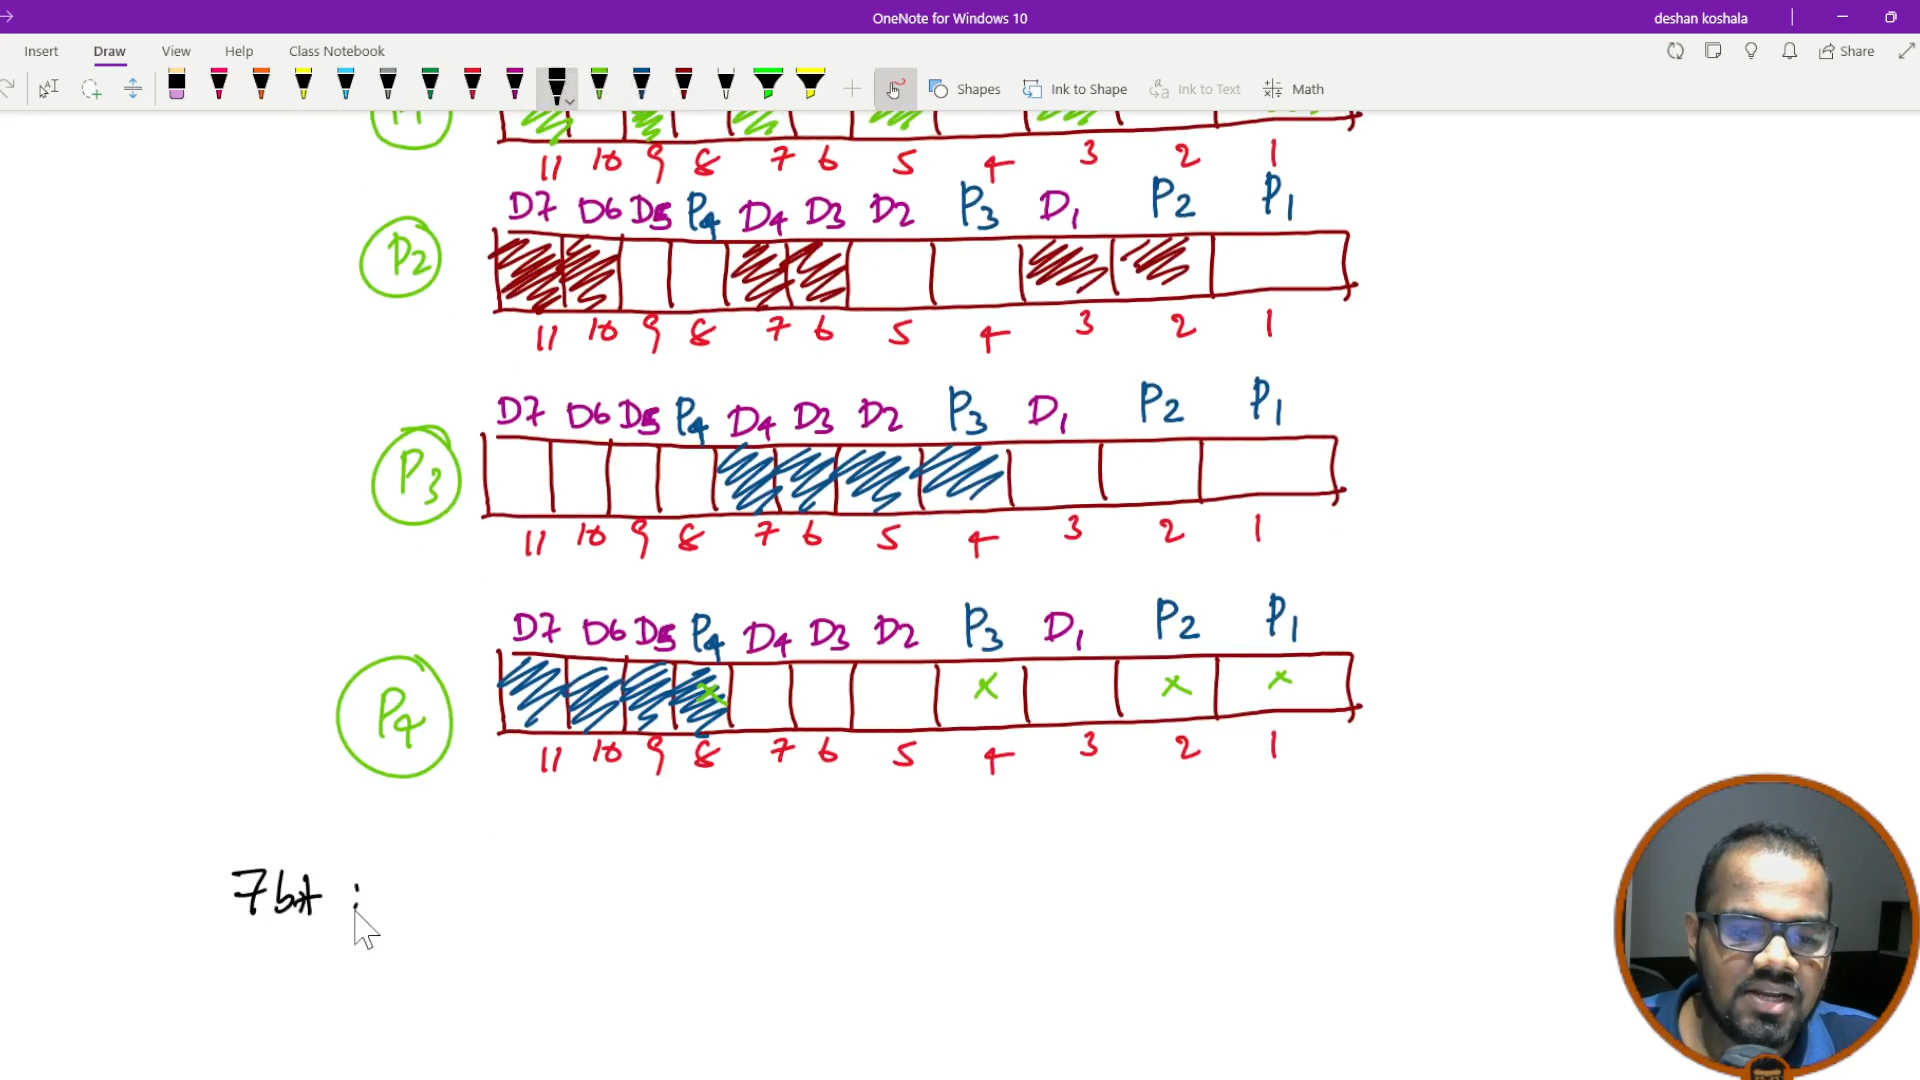 OneNote for Windows 10
deshan koshala
Insert Draw View Help Class Notebook
Share
Shapes Ink to Shape Ink to Text Math
11 10 9 8 7 6 5 4 3 2 1
D7 D6 D5 P4 D4 D3 D2 P3 D1 P2 P1
P2
11 10 9 8 7 6 5 4 3 2 1
D7 D6 D5 P4 D4 D3 D2 P3 D1 P2 P1
P3
11 10 9 8 7 6 5 4 3 2 1
D7 D6 D5 P4 D4 D3 D2 P3 D1 P2 P1
P4 x x x x
11 10 9 8 7 6 5 4 3 2 1
7 bit :